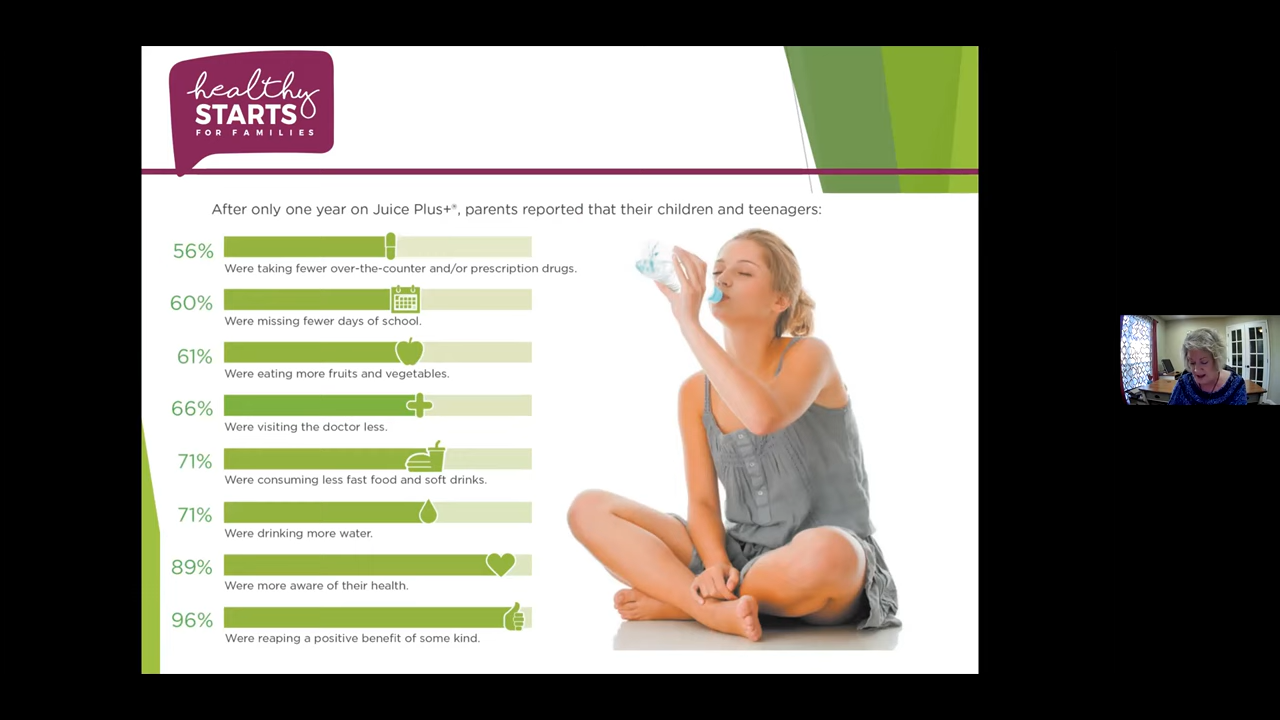 healthy
STARTS
FOR FAMILIES
After only one year on Juice Plus+®, parents reported that their children and teenagers:
56%
Were taking fewer over-the-counter and/or prescription drugs.
60%
Were missing fewer days of school.
61%
Were eating more fruits and vegetables.
66%
Were visiting the doctor less.
71%
Were consuming less fast food and soft drinks.
71%
Were drinking more water.
89%
Were more aware of their health.
96%
Were reaping a positive benefit of some kind.